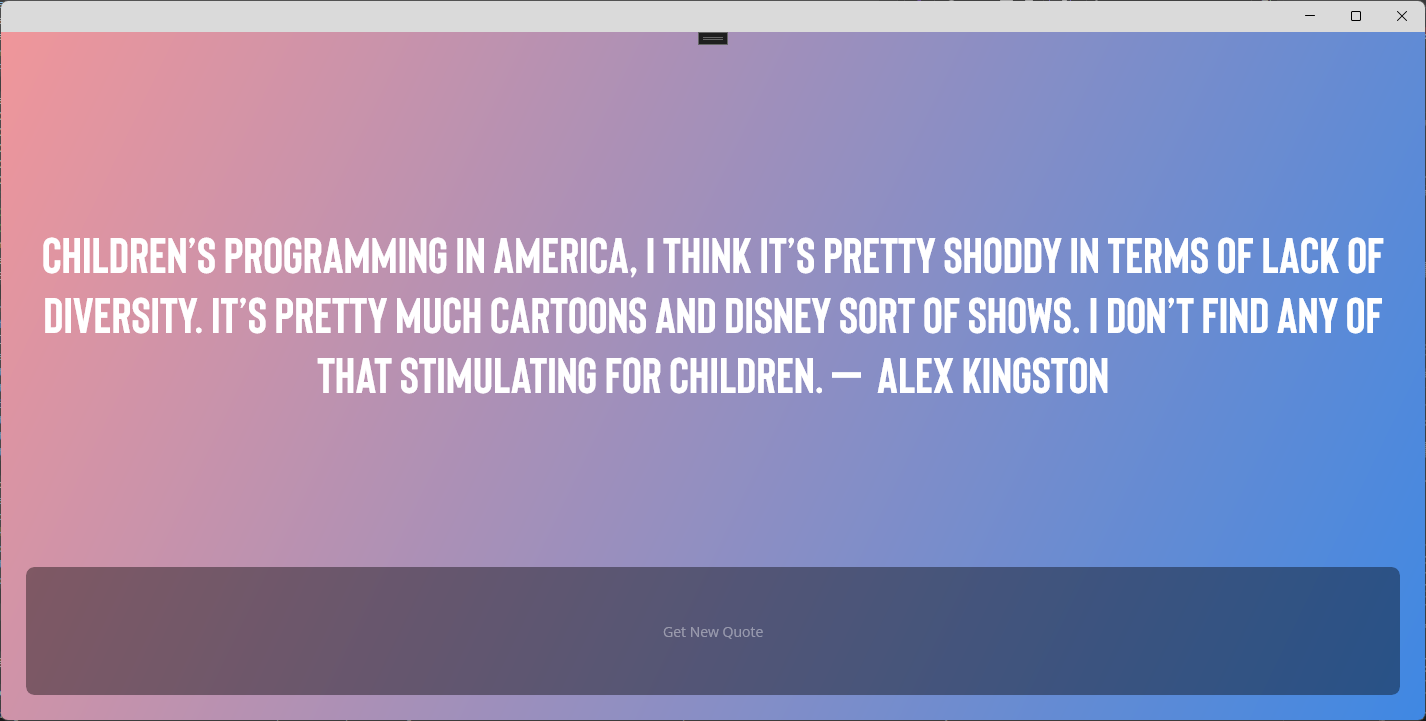 CHILDREN’S PROGRAMMING IN AMERICA, I THINK IT’S PRETTY SHODDY IN TERMS OF LACK OF
DIVERSITY. IT’S PRETTY MUCH CARTOONS AND DISNEY SORT OF SHOWS. I DON’T FIND ANY OF
THAT STIMULATING FOR CHILDREN. — ALEX KINGSTON
Get New Quote